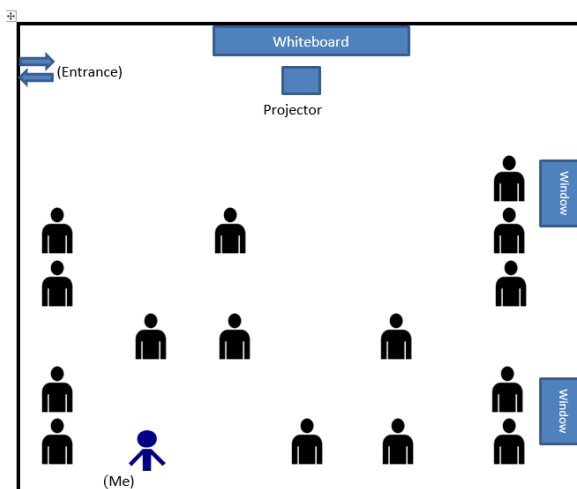 Whiteboard
(Entrance)
Projector
Window
Window
(Me)